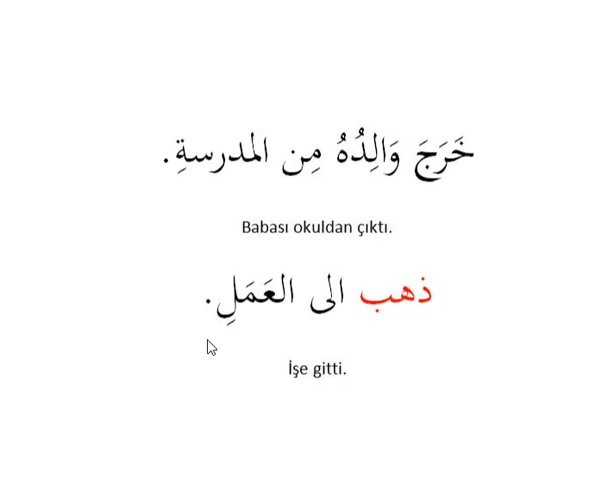 خَرَجَ وَالِدُهُ مِن المدرسةِ.
Babası okuldan çıktı.
ذهب الى العَمَلِ.
İşe gitti.